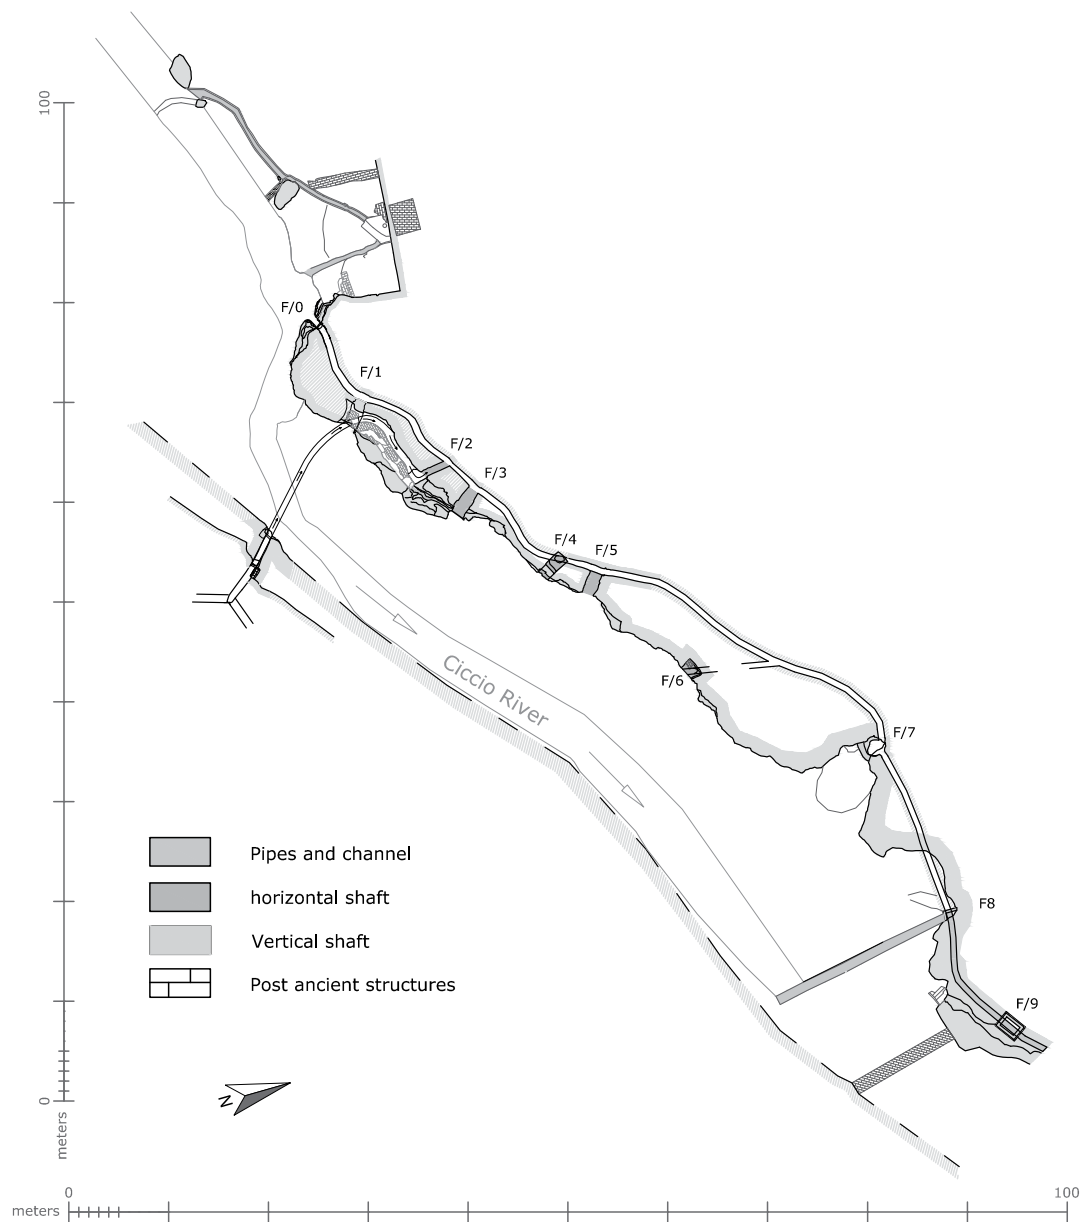 100
F/0
F/1
F/2
F/3
F/4
F/5
F/6
Ciccio River
F/7
Pipes and channel
horizontal shaft
F8
Vertical shaft
Post ancient structures
F/9
N
0
meters
0
100
meters